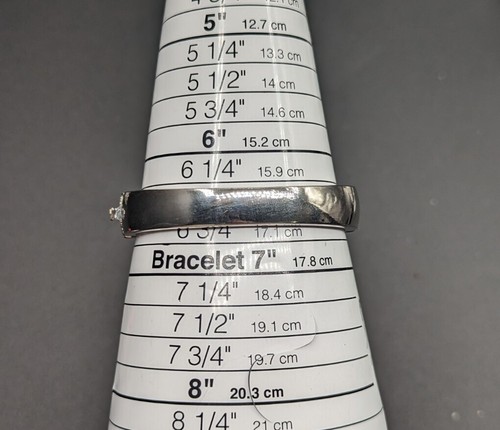 5" 12.7 cm
5 1/4" 13.3 cm
5 1/2" 14 cm
5 3/4" 14.6 cm
6" 15.2 cm
6 1/4" 15.9 cm
6 3/4" 17.1 cm
Bracelet 7" 17.8 cm
7 1/4" 18.4 cm
7 1/2" 19.1 cm
7 3/4" 19.7 cm
8" 20.3 cm
8 1/4" 21 cm